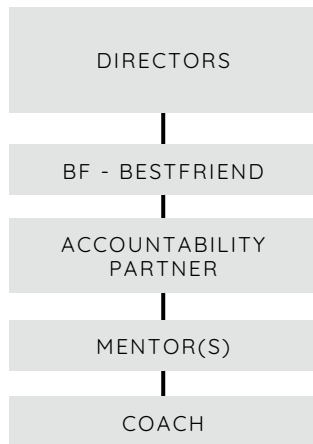 DIRECTORS
BF - BESTFRIEND
ACCOUNTABILITY
PARTNER
MENTOR(S)
COACH